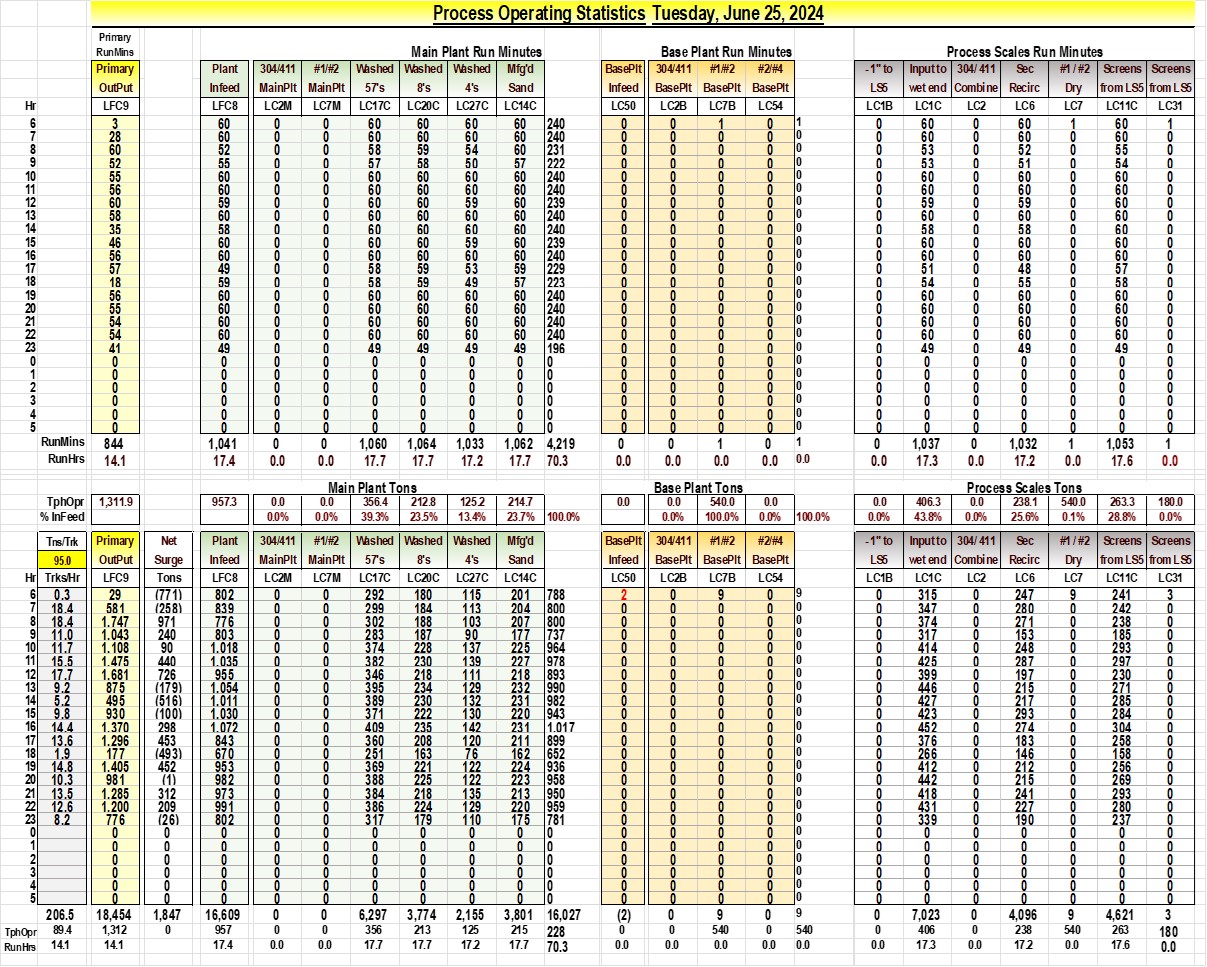 Process Operating Statistics Tuesday, June 25, 2024
Primary
RunMins Main Plant Run Minutes Base Plant Run Minutes Process Scales Run Minutes
Primary Plant 304/411 #1/#2 Washed Washed Washed Mfg'd BasePlt 304/411 #1/#2 #2/#4 -1" to Input to 304/ 411 Sec #1 / #2 Screens Screens
OutPut Infeed MainPlt MainPlt 57's 8's 4's Sand Infeed BasePlt BasePlt BasePlt LS5 wet end Combine Recirc Dry from LS5 from LS5
Hr LFC9 LFC8 LC2M LC7M LC17C LC20C LC27C LC14C LC50 LC2B LC7B LC54 LC1B LC1C LC2 LC6 LC7 LC11C LC31
6 3 60 0 0 60 60 60 60 240 0 0 1 0 1 0 60 0 60 1 60 1
7 28 60 0 0 60 60 60 60 240 0 0 0 0 0 0 60 0 60 0 60 0
8 60 52 0 0 58 59 54 60 231 0 0 0 0 0 0 53 0 52 0 55 0
9 52 55 0 0 57 58 50 57 222 0 0 0 0 0 0 53 0 51 0 54 0
10 55 60 0 0 60 60 60 60 240 0 0 0 0 0 0 60 0 60 0 60 0
11 56 60 0 0 60 60 60 60 240 0 0 0 0 0 0 60 0 60 0 60 0
12 60 59 0 0 60 60 59 60 239 0 0 0 0 0 0 59 0 59 0 60 0
13 58 60 0 0 60 60 60 60 240 0 0 0 0 0 0 60 0 60 0 60 0
14 35 58 0 0 60 60 60 60 240 0 0 0 0 0 0 58 0 58 0 60 0
15 46 60 0 0 60 60 59 60 239 0 0 0 0 0 0 60 0 60 0 60 0
16 56 60 0 0 60 60 60 60 240 0 0 0 0 0 0 60 0 60 0 60 0
17 57 49 0 0 58 59 53 59 229 0 0 0 0 0 0 51 0 48 0 57 0
18 18 59 0 0 58 59 49 57 223 0 0 0 0 0 0 54 0 55 0 58 0
19 56 60 0 0 60 60 60 60 240 0 0 0 0 0 0 60 0 60 0 60 0
20 55 60 0 0 60 60 60 60 240 0 0 0 0 0 0 60 0 60 0 60 0
21 54 60 0 0 60 60 60 60 240 0 0 0 0 0 0 60 0 60 0 60 0
22 54 60 0 0 60 60 60 60 240 0 0 0 0 0 0 60 0 60 0 60 0
23 41 49 0 0 49 49 49 49 196 0 0 0 0 0 0 49 0 49 0 49 0
0 0 0 0 0 0 0 0 0 0 0 0 0 0 0 0 0 0 0 0 0 0
1 0 0 0 0 0 0 0 0 0 0 0 0 0 0 0 0 0 0 0 0 0
2 0 0 0 0 0 0 0 0 0 0 0 0 0 0 0 0 0 0 0 0 0
3 0 0 0 0 0 0 0 0 0 0 0 0 0 0 0 0 0 0 0 0 0
4 0 0 0 0 0 0 0 0 0 0 0 0 0 0 0 0 0 0 0 0 0
5 0 0 0 0 0 0 0 0 0 0 0 0 0 0 0 0 0 0 0 0 0
RunMins 844 1,041 0 0 1,060 1,064 1,033 1,062 4,219 0 0 1 0 1 0 1,037 0 1,032 1 1,053 1
RunHrs 14.1 17.4 0.0 0.0 17.7 17.7 17.2 17.7 70.3 0.0 0.0 0.0 0.0 0.0 0.0 17.3 0.0 17.2 0.0 17.6 0.0
Main Plant Tons Base Plant Tons Process Scales Tons
TphOpr 1,311.9 957.3 0.0 0.0 356.4 212.8 125.2 214.7 0.0 0.0 540.0 0.0 0.0 406.3 0.0 238.1 540.0 263.3 180.0
% InFeed 0.0% 0.0% 39.3% 23.5% 13.4% 23.7% 100.0% 0.0% 100.0% 0.0% 100.0% 0.0% 43.8% 0.0% 25.6% 0.1% 28.8% 0.0%
Tns/Trk Primary Net Plant 304/411 #1/#2 Washed Washed Washed Mfg'd BasePlt 304/411 #1/#2 #2/#4 -1" to Input to 304/ 411 Sec #1 / #2 Screens Screens
95.0 OutPut Surge Infeed MainPlt MainPlt 57's 8's 4's Sand Infeed BasePlt BasePlt BasePlt LS5 wet end Combine Recirc Dry from LS5 from LS5
Hr Trks/Hr LFC9 Tons LFC8 LC2M LC7M LC17C LC20C LC27C LC14C LC50 LC2B LC7B LC54 LC1B LC1C LC2 LC6 LC7 LC11C LC31
6 0.3 29 (771) 802 0 0 292 180 115 201 788 2 0 9 0 9 0 315 0 247 9 241 3
7 18.4 581 (258) 839 0 0 299 184 113 204 800 0 0 0 0 0 0 347 0 280 0 242 0
8 18.4 1.747 971 776 0 0 302 188 103 207 800 0 0 0 0 0 0 374 0 271 0 238 0
9 11.0 1.043 240 803 0 0 283 187 90 177 737 0 0 0 0 0 0 317 0 153 0 185 0
10 11.7 1.108 90 1.018 0 0 374 228 137 225 964 0 0 0 0 0 0 414 0 248 0 293 0
11 15.5 1.475 440 1.035 0 0 382 230 139 227 978 0 0 0 0 0 0 425 0 287 0 297 0
12 17.7 1.681 726 955 0 0 346 218 111 218 893 0 0 0 0 0 0 399 0 197 0 230 0
13 9.2 875 (179) 1.054 0 0 395 234 129 232 990 0 0 0 0 0 0 446 0 215 0 271 0
14 5.2 495 (516) 1.011 0 0 389 230 132 231 982 0 0 0 0 0 0 427 0 217 0 285 0
15 9.8 930 (100) 1.030 0 0 371 222 130 220 943 0 0 0 0 0 0 423 0 293 0 284 0
16 14.4 1.370 298 1.072 0 0 409 235 142 231 1.017 0 0 0 0 0 0 452 0 274 0 304 0
17 13.6 1.296 453 843 0 0 360 208 120 211 899 0 0 0 0 0 0 376 0 183 0 258 0
18 1.9 177 (493) 670 0 0 251 163 76 162 652 0 0 0 0 0 0 266 0 146 0 158 0
19 14.8 1.405 452 953 0 0 369 221 122 224 936 0 0 0 0 0 0 412 0 212 0 256 0
20 10.3 981 (1) 982 0 0 388 225 122 223 958 0 0 0 0 0 0 442 0 215 0 269 0
21 13.5 1.285 312 973 0 0 384 218 135 213 950 0 0 0 0 0 0 418 0 241 0 293 0
22 12.6 1.200 209 991 0 0 386 224 129 220 959 0 0 0 0 0 0 431 0 227 0 280 0
23 8.2 776 (26) 802 0 0 317 179 110 175 781 0 0 0 0 0 0 339 0 190 0 237 0
0 0 0 0 0 0 0 0 0 0 0 0 0 0 0 0 0 0 0 0 0 0 0
1 0 0 0 0 0 0 0 0 0 0 0 0 0 0 0 0 0 0 0 0 0 0
2 0 0 0 0 0 0 0 0 0 0 0 0 0 0 0 0 0 0 0 0 0 0
3 0 0 0 0 0 0 0 0 0 0 0 0 0 0 0 0 0 0 0 0 0 0
4 0 0 0 0 0 0 0 0 0 0 0 0 0 0 0 0 0 0 0 0 0 0
5 0 0 0 0 0 0 0 0 0 0 0 0 0 0 0 0 0 0 0 0 0 0
206.5 18,454 1,847 16,609 0 0 6,297 3,774 2,155 3,801 16,027 (2) 0 9 0 9 0 7,023 0 4,096 9 4,621 3
TphOpr 89.4 1,312 0 957 0 0 356 213 125 215 228 0 0 540 0 540 0 406 0 238 540 263 180
RunHrs 14.1 14.1 17.4 0.0 0.0 17.7 17.7 17.2 17.7 70.3 0.0 0.0 0.0 0.0 0.0 17.3 0.0 17.2 0.0 17.6 0.0